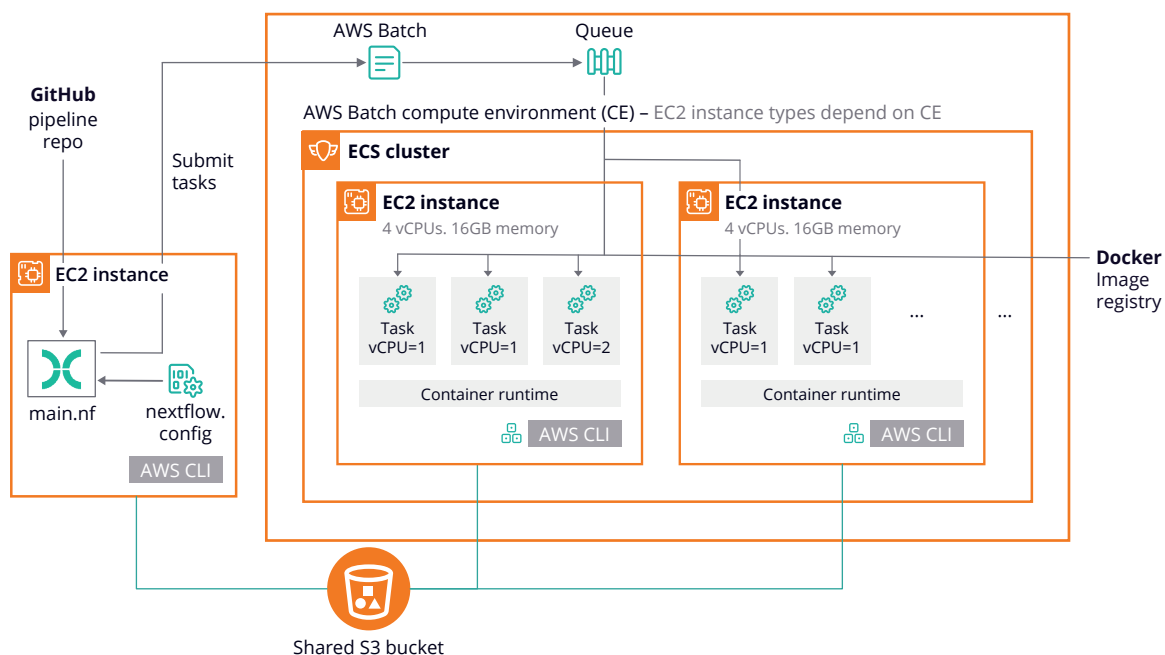 AWS Batch
Queue
GitHub
pipeline
repo
AWS Batch compute environment (CE) – EC2 instance types depend on CE
Submit
tasks
ECS cluster
EC2 instance
4 vCPUs. 16GB memory
EC2 instance
4 vCPUs. 16GB memory
Docker
Image
registry
EC2 instance
Task
vCPU=1
Task
vCPU=1
Task
vCPU=2
Task
vCPU=1
Task
vCPU=1
...
...
Container runtime
Container runtime
main.nf
nextflow.
config
AWS CLI
AWS CLI
AWS CLI
Shared S3 bucket